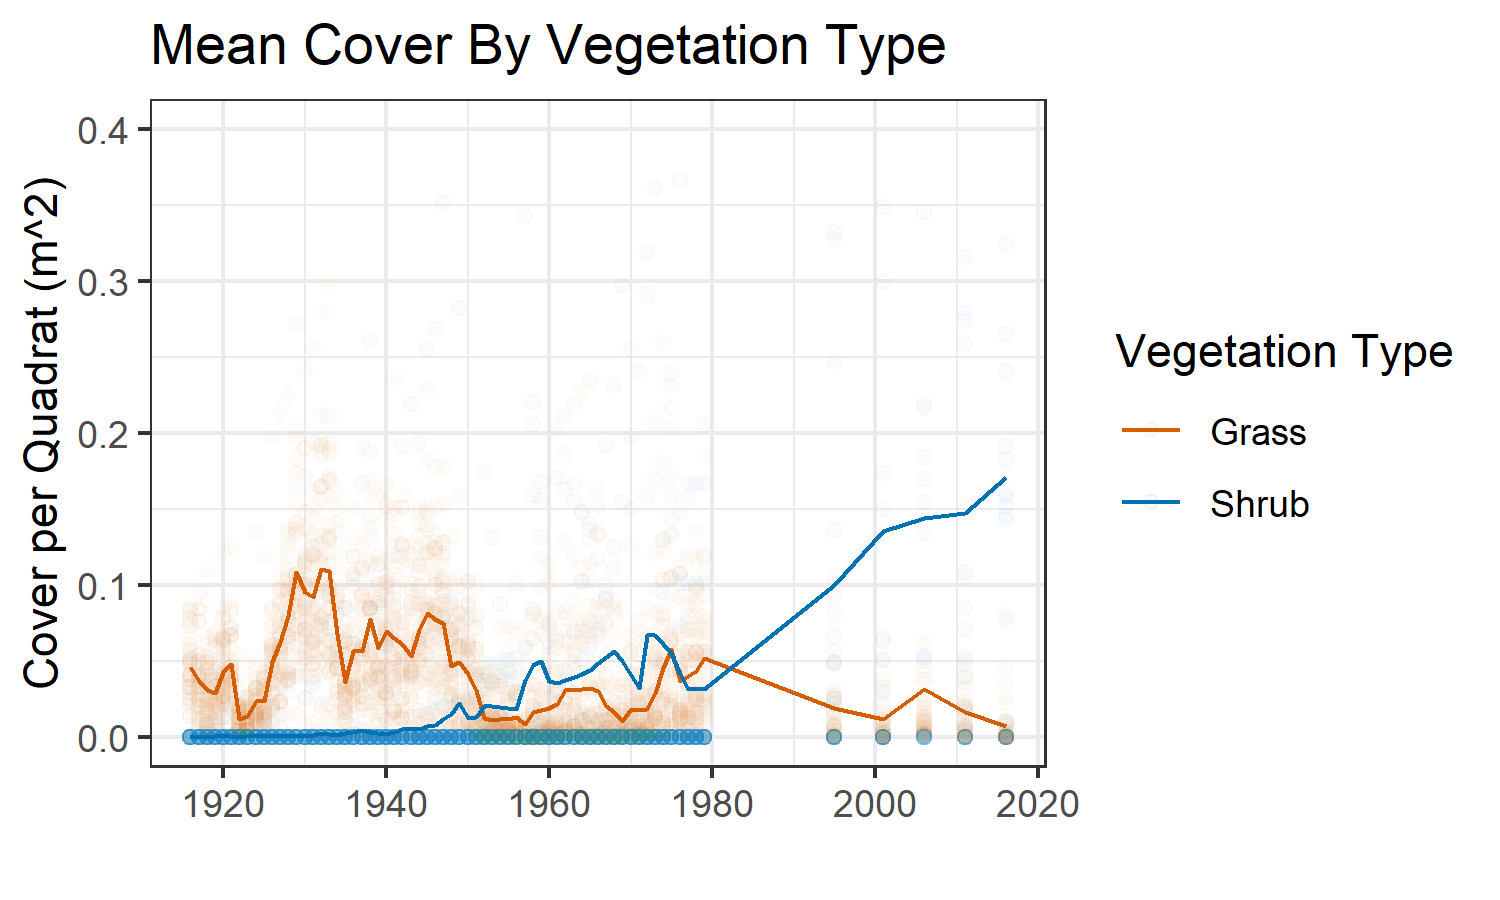 Mean Cover By Vegetation Type
Cover per Quadrat (m^2)
0.4
0.3
0.2
0.1
0.0
1920 1940 1960 1980 2000 2020
Vegetation Type
Grass
Shrub